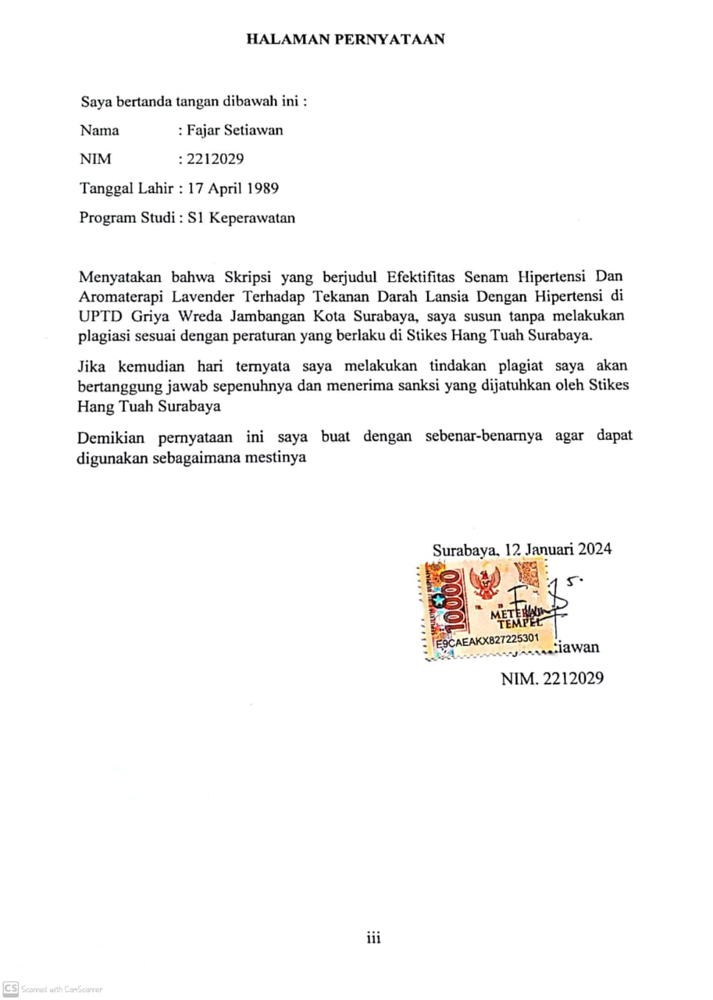 HALAMAN PERNYATAAN
Saya bertanda tangan dibawah ini :
Nama : Fajar Setiawan
NIM : 2212029
Tanggal Lahir : 17 April 1989
Program Studi : S1 Keperawatan
Menyatakan bahwa Skripsi yang berjudul Efektifitas Senam Hipertensi Dan
Aromaterapi Lavender Terhadap Tekanan Darah Lansia Dengan Hipertensi di
UPTD Griya Wreda Jambangan Kota Surabaya, saya susun tanpa melakukan
plagiasi sesuai dengan peraturan yang berlaku di Stikes Hang Tuah Surabaya.
Jika kemudian hari ternyata saya melakukan tindakan plagiat saya akan
bertanggung jawab sepenuhnya dan menerima sanksi yang dijatuhkan oleh Stikes
Hang Tuah Surabaya
Demikian pernyataan ini saya buat dengan sebenar-benarnya agar dapat
digunakan sebagaimana mestinya
Surabaya, 12 Januari 2024
10000
METERAI
TEMPEL
E9CAEAKX827225301
iawan
NIM. 2212029
iii
CS Scanned with CamScanner